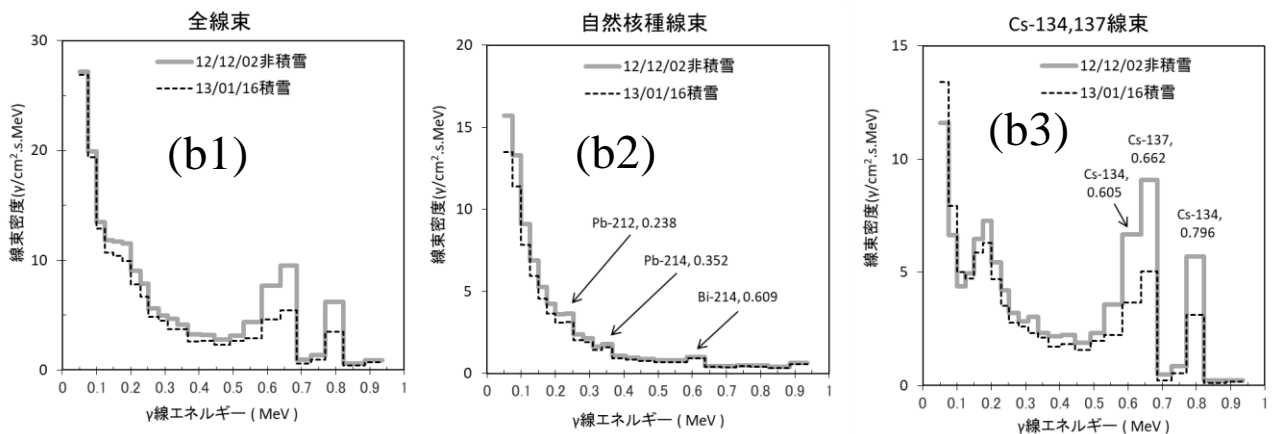 全線束
30
20
10
0
0 0.1 0.2 0.3 0.4 0.5 0.6 0.7 0.8 0.9 1
線束密度(γ/cm².s.MeV)
γ線エネルギー ( MeV )
12/12/02非積雪
13/01/16積雪
(b1)
自然核種線束
20
15
10
5
0
0 0.1 0.2 0.3 0.4 0.5 0.6 0.7 0.8 0.9 1
線束密度(γ/cm².s.MeV)
γ線エネルギー ( MeV )
12/12/02非積雪
13/01/16積雪
(b2)
Pb-212, 0.238
Pb-214, 0.352
Bi-214, 0.609
Cs-134,137線束
15
10
5
0
0 0.1 0.2 0.3 0.4 0.5 0.6 0.7 0.8 0.9 1
線束密度(γ/cm².s.MeV)
γ線エネルギー ( MeV )
12/12/02非積雪
13/01/16積雪
(b3)
Cs-137,
0.662
Cs-134,
0.605
Cs-134,
0.796